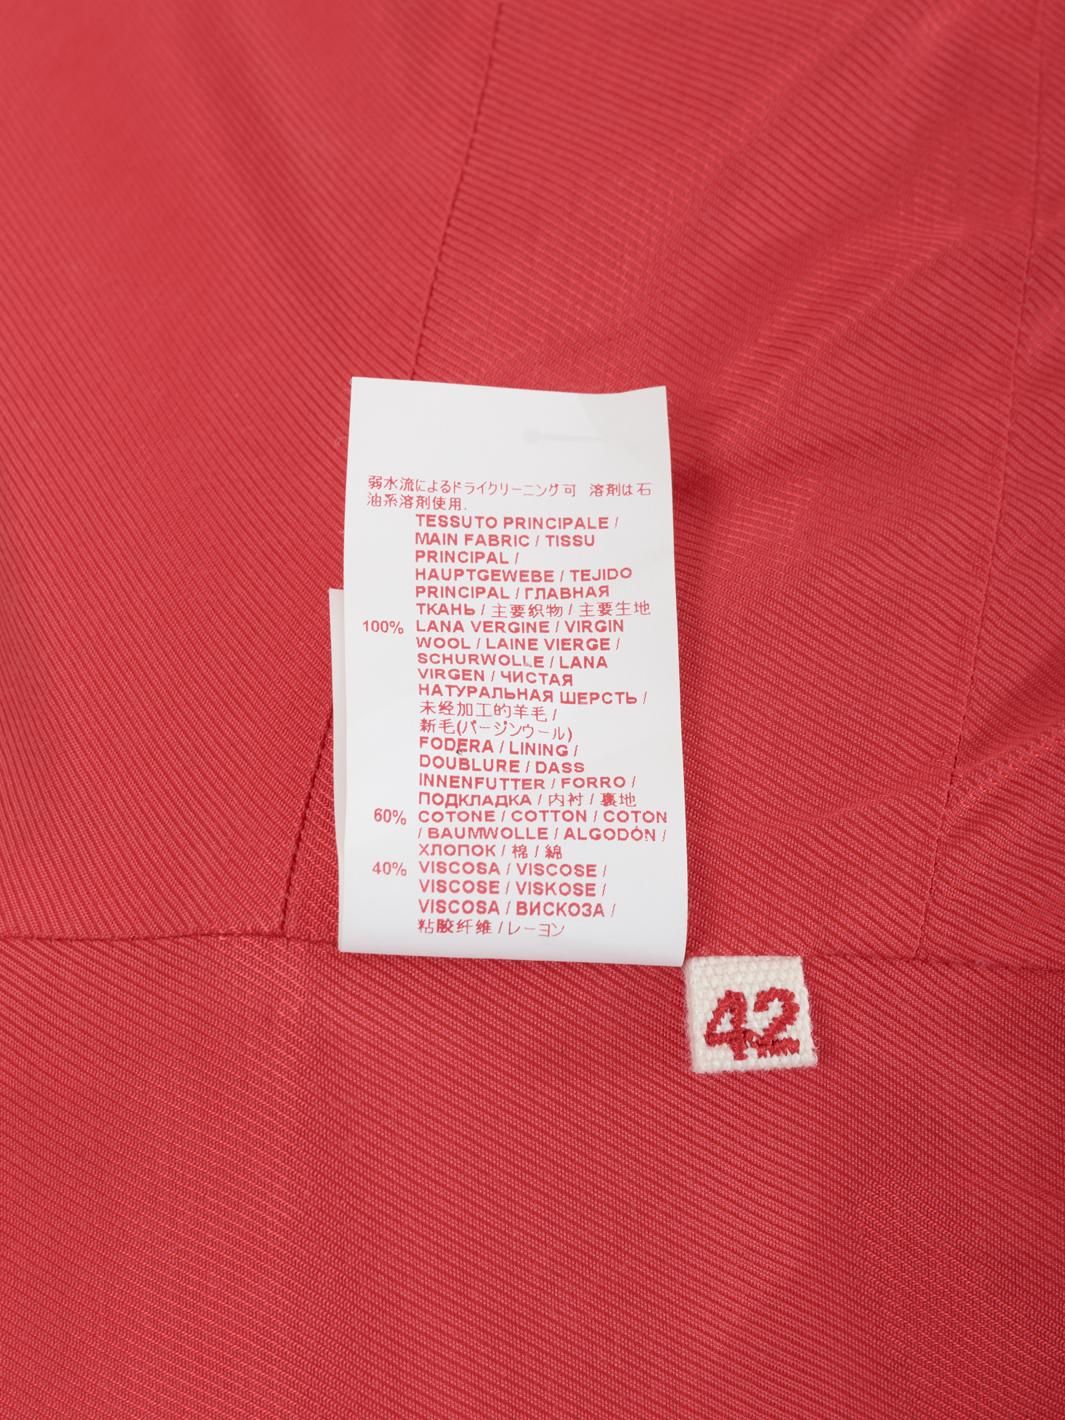 弱水流によるドライクリーニング可 溶剤は石
油系溶剤使用.
TESSUTO PRINCIPALE /
MAIN FABRIC / TISSU
PRINCIPAL /
HAUPTGEWEBE / TEJIDO
PRINCIPAL / ГЛАВНАЯ
ТКАНЬ / 主要织物 / 主要生地
100% LANA VERGINE / VIRGIN
WOOL / LAINE VIERGE /
SCHURWOLLE / LANA
VIRGEN / ЧИСТАЯ
НАТУРАЛЬНАЯ ШЕРСТЬ /
未经加工的羊毛 /
新毛(バージンウール)
FODERA / LINING /
DOUBLURE / DASS
INNENFUTTER / FORRO /
ПОДКЛАДКА / 内衬 / 裏地
60% COTONE / COTTON / COTON
/ BAUMWOLLE / ALGODÓN /
ХЛОПОК / 棉 / 綿
40% VISCOSA / VISCOSE /
VISCOSE / VISKOSE /
VISCOSA / ВИСКОЗА /
粘胶纤维 / レーヨン
42